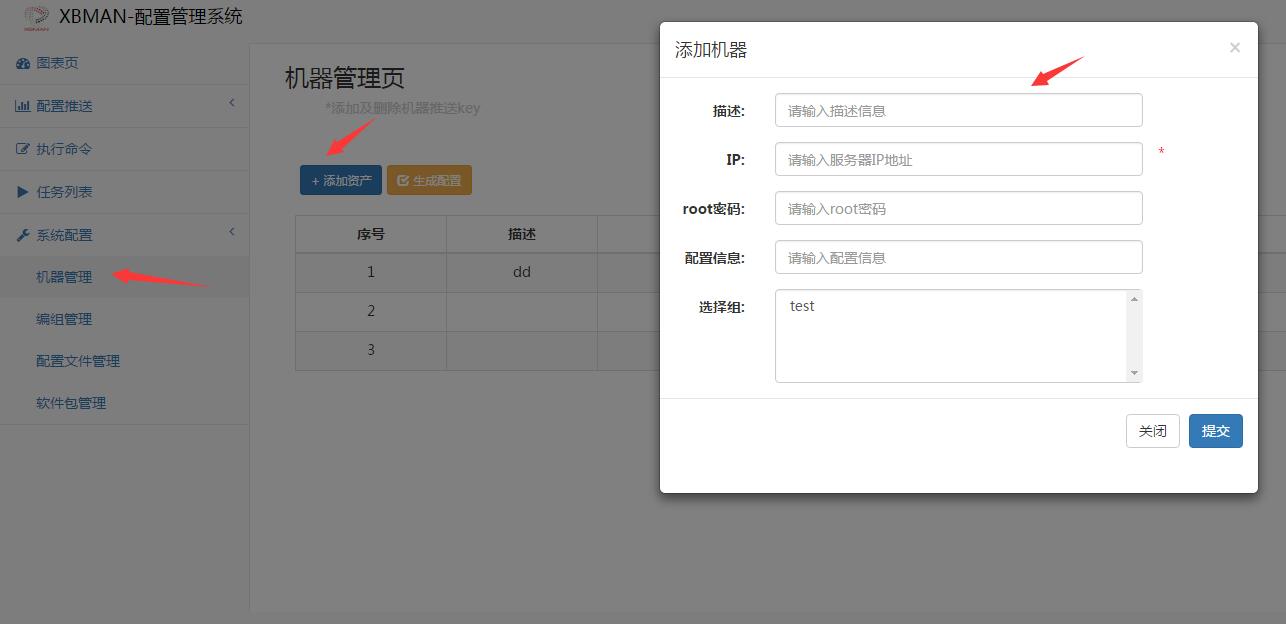 XBMAN-配置管理系统
图表页
配置推送
执行命令
任务列表
系统配置
机器管理
编组管理
配置文件管理
软件包管理
机器管理页
*添加及删除机器推送key
+ 添加资产
生成配置
序号 描述
1 dd
2
3
添加机器 ×
描述: 请输入描述信息
IP: 请输入服务器IP地址 *
root密码: 请输入root密码
配置信息: 请输入配置信息
选择组: test
关闭 提交